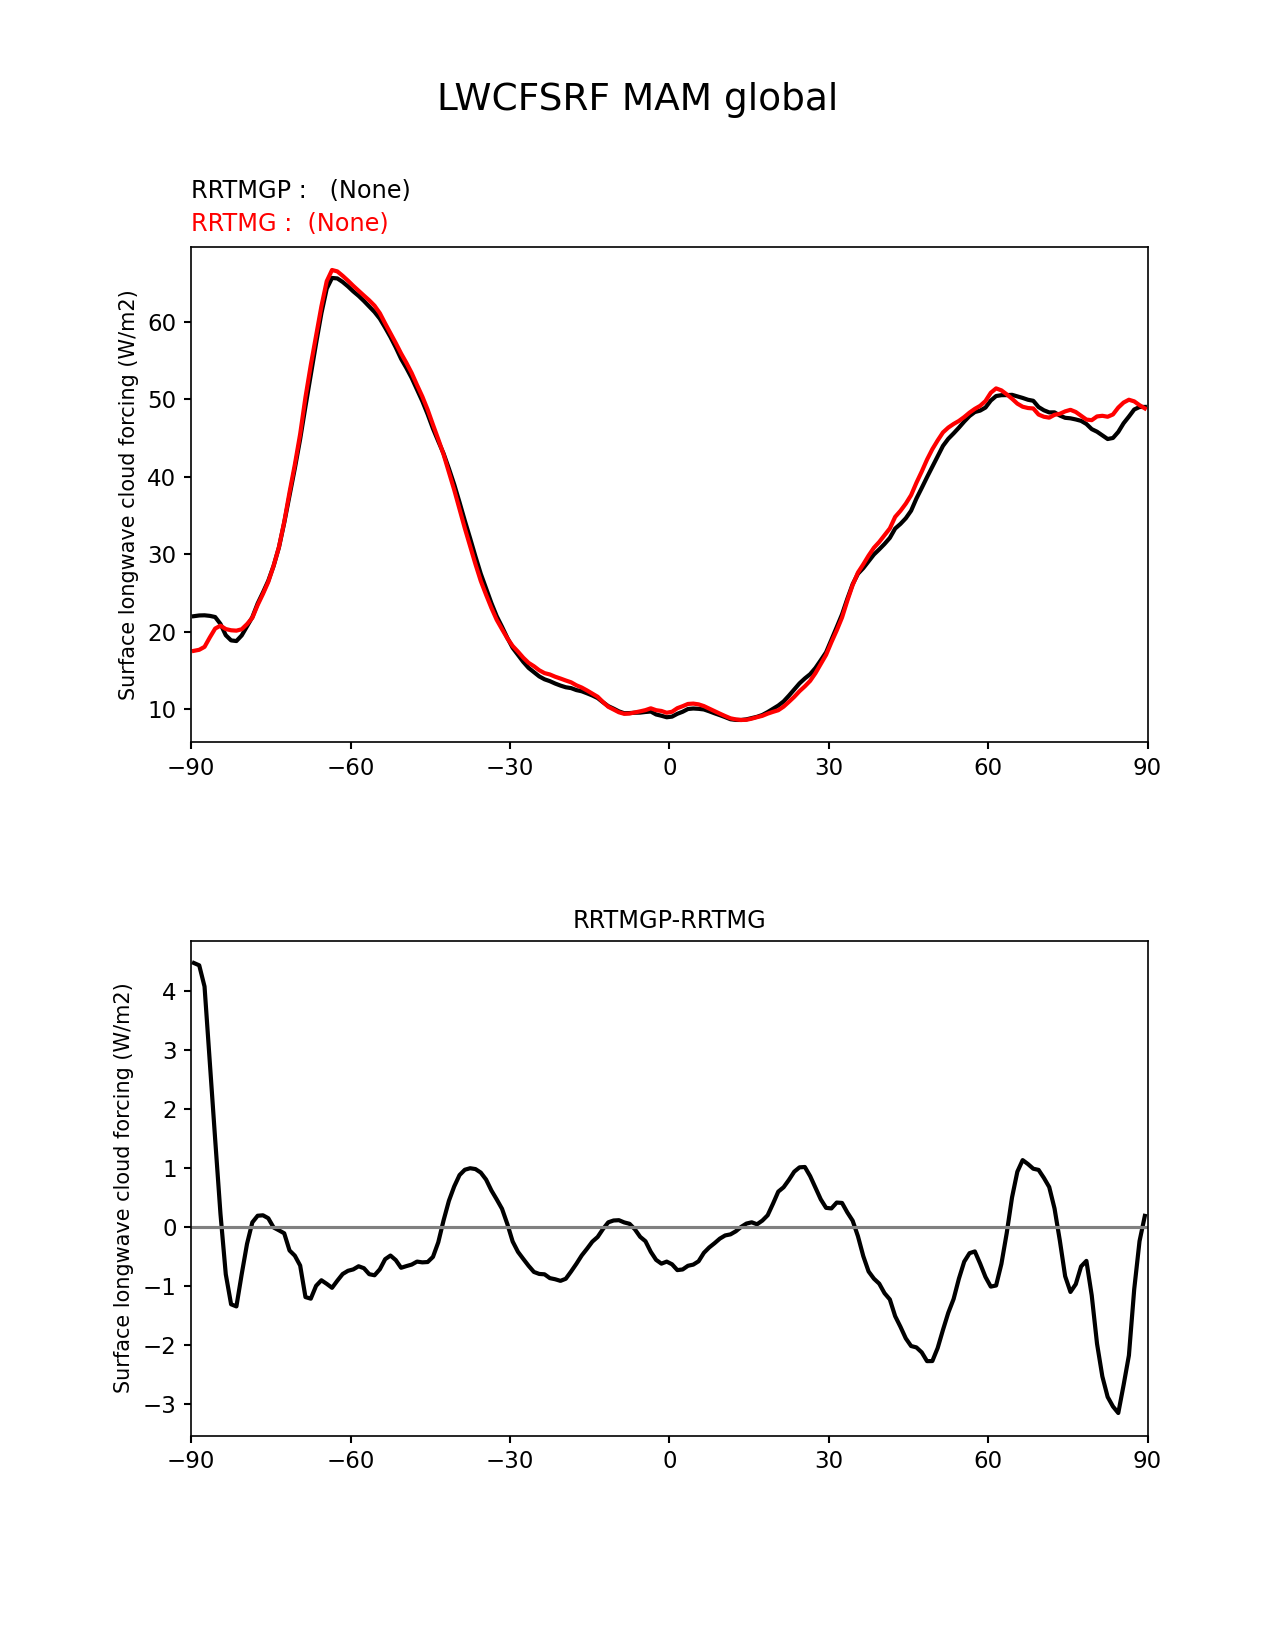 LWCFSRF MAM global
RRTMGP :   (None)
RRTMG :  (None)
Surface longwave cloud forcing (W/m2)
60
50
40
30
20
10
−90 −60 −30 0 30 60 90
RRTMGP-RRTMG
Surface longwave cloud forcing (W/m2)
4
3
2
1
0
−1
−2
−3
−90 −60 −30 0 30 60 90